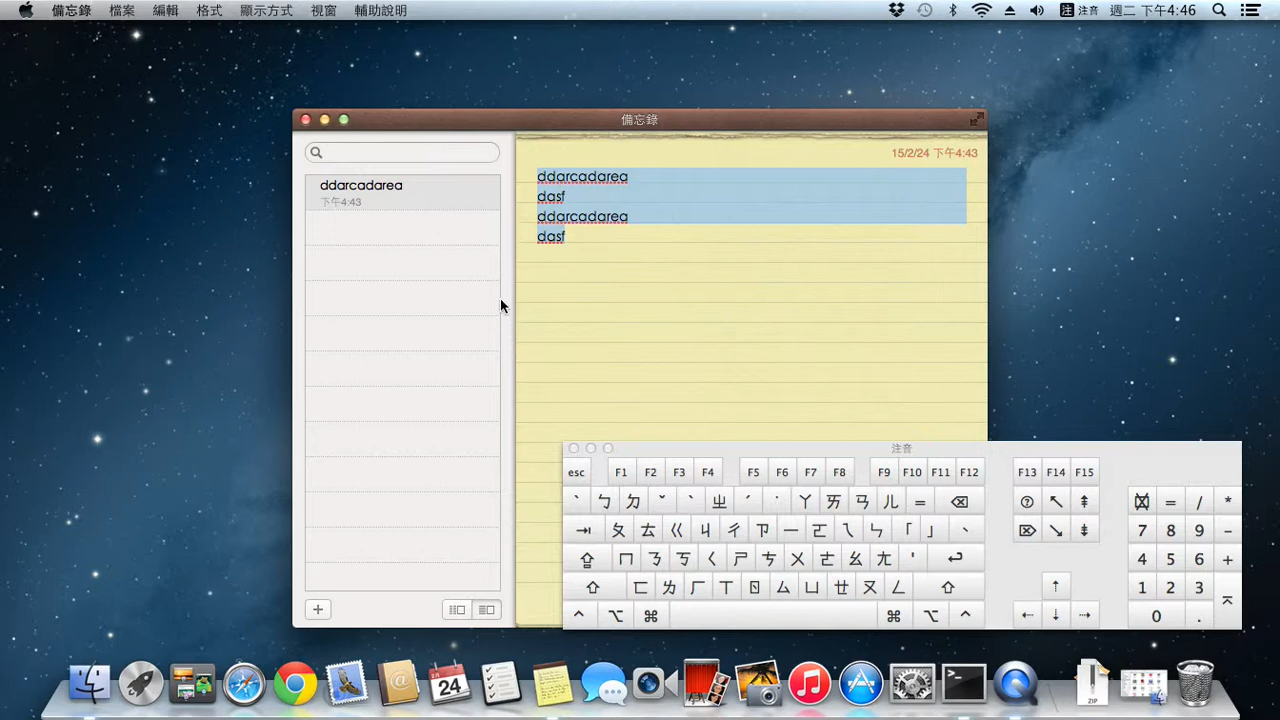 備忘錄 檔案 編輯 格式 顯示方式 視窗 輔助說明 注 注音 週二 下午4:46
備忘錄
15/2/24 下午4:43
ddarcadarea
下午4:43
ddarcadarea
dasf
ddarcadarea
dasf
注音
esc F1 F2 F3 F4 F5 F6 F7 F8 F9 F10 F11 F12 F13 F14 F15
ˋ ㄅ ㄉ ˇ ˋ ㄓ ˊ ˙ ㄚ ㄞ ㄢ ㄦ = = / *
ㄆ ㄊ ㄍ ㄐ ㄔ ㄗ ㄧ ㄛ ㄟ ㄣ 「 」 、 7 8 9 -
ㄇ ㄋ ㄎ ㄑ ㄕ ㄘ ㄨ ㄜ ㄠ ㄤ ' 4 5 6 +
ㄈ ㄌ ㄏ ㄒ ㄖ ㄙ ㄩ ㄝ ㄡ ㄥ 1 2 3
0 .
24
ZIP